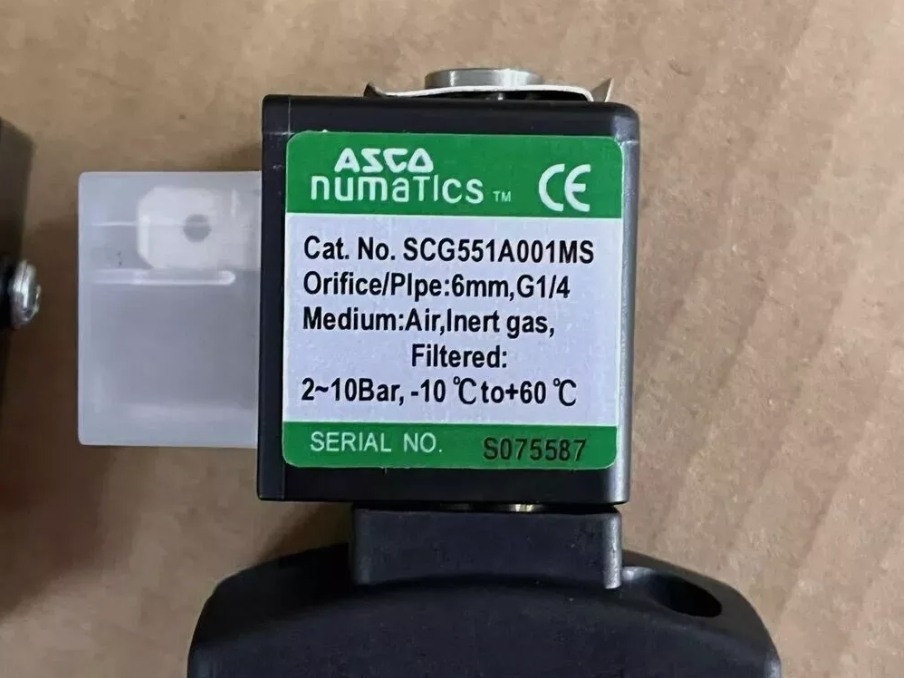 ASCO
numatics TM CE
Cat. No. SCG551A001MS
Orifice/PIpe:6mm,G1/4
Medium:Air,Inert gas,
Filtered:
2~10Bar, -10 ℃ to+60 ℃
SERIAL NO. S075587